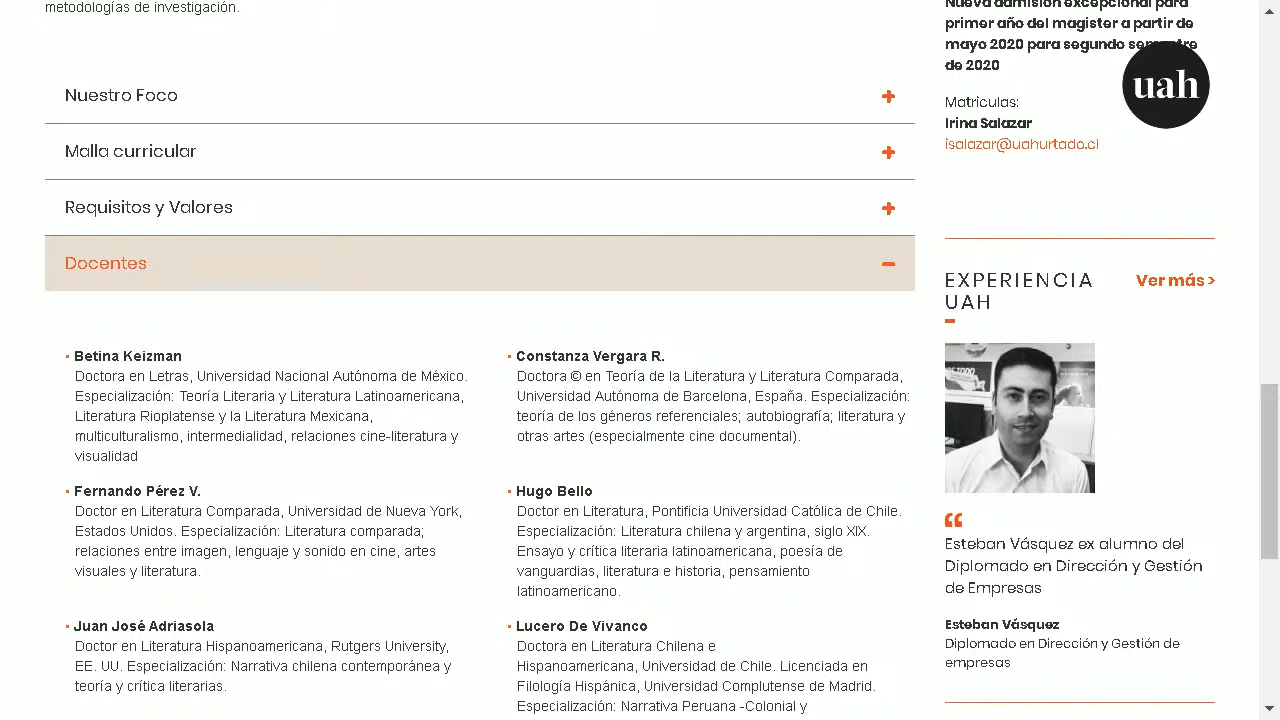 metodologías de investigación.
Nuestro Foco
Malla curricular
Requisitos y Valores
Docentes
• Betina Keizman
Doctora en Letras, Universidad Nacional Autónoma de México.
Especialización: Teoría Literaria y Literatura Latinoamericana,
Literatura Rioplatense y la Literatura Mexicana,
multiculturalismo, intermedialidad, relaciones cine-literatura y
visualidad
• Constanza Vergara R.
Doctora © en Teoría de la Literatura y Literatura Comparada,
Universidad Autónoma de Barcelona, España. Especialización:
teoría de los géneros referenciales; autobiografía; literatura y
otras artes (especialmente cine documental).
• Fernando Pérez V.
Doctor en Literatura Comparada, Universidad de Nueva York,
Estados Unidos. Especialización: Literatura comparada;
relaciones entre imagen, lenguaje y sonido en cine, artes
visuales y literatura.
• Hugo Bello
Doctor en Literatura, Pontificia Universidad Católica de Chile.
Especialización: Literatura chilena y argentina, siglo XIX.
Ensayo y crítica literaria latinoamericana, poesía de
vanguardias, literatura e historia, pensamiento
latinoamericano.
• Juan José Adriasola
Doctor en Literatura Hispanoamericana, Rutgers University,
EE. UU. Especialización: Narrativa chilena contemporánea y
teoría y crítica literarias.
• Lucero De Vivanco
Doctora en Literatura Chilena e
Hispanoamericana, Universidad de Chile. Licenciada en
Filología Hispánica, Universidad Complutense de Madrid.
Especialización: Narrativa Peruana -Colonial y
Nueva admisión excepcional para
primer año del magister a partir de
mayo 2020 para segundo
de 2020
uah
Matriculas:
Irina Salazar
isalazar@uahurtado.cl
EXPERIENCIA
UAH
Ver más >
“
Esteban Vásquez ex alumno del
Diplomado en Dirección y Gestión
de Empresas
Esteban Vásquez
Diplomado en Dirección y Gestión de
empresas